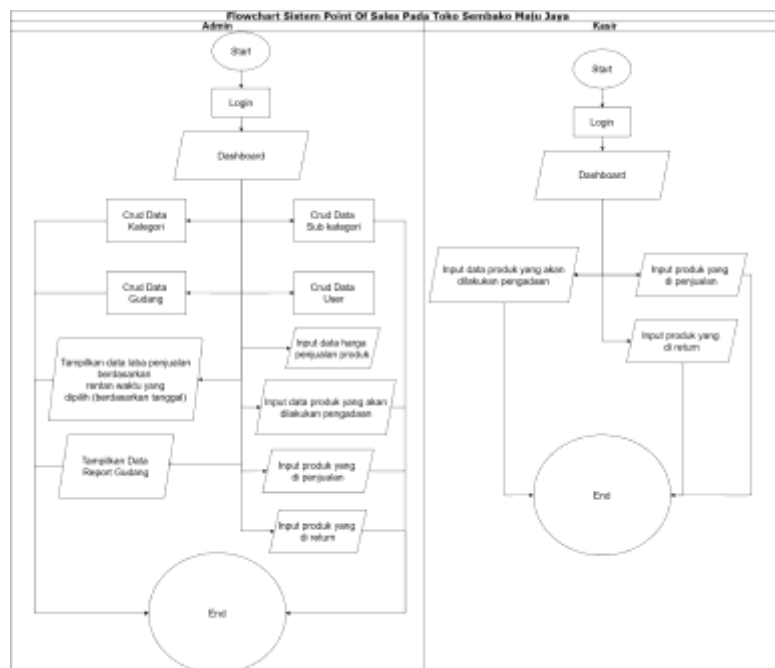 Flowchart Sistem Point Of Sales Pada Toko Sembako Maju Jaya
Admin
Start
Login
Dashboard
Crud Data
Kategori
Crud Data
Sub kategori
Crud Data
Gudang
Crud Data
User
Input data harga
penjualan produk
Tampilkan data laba penjualan
berdasarkan
rentan waktu yang
dipilih (berdasarkan tanggal)
Input data produk yang akan
dilakukan pengadaan
Tampilkan Data
Report Gudang
Input produk yang
di penjualan
Input produk yang
di return
End
Kasir
Start
Login
Dashboard
Input data produk yang akan
dilakukan pengadaan
Input produk yang
di penjualan
Input produk yang
di return
End